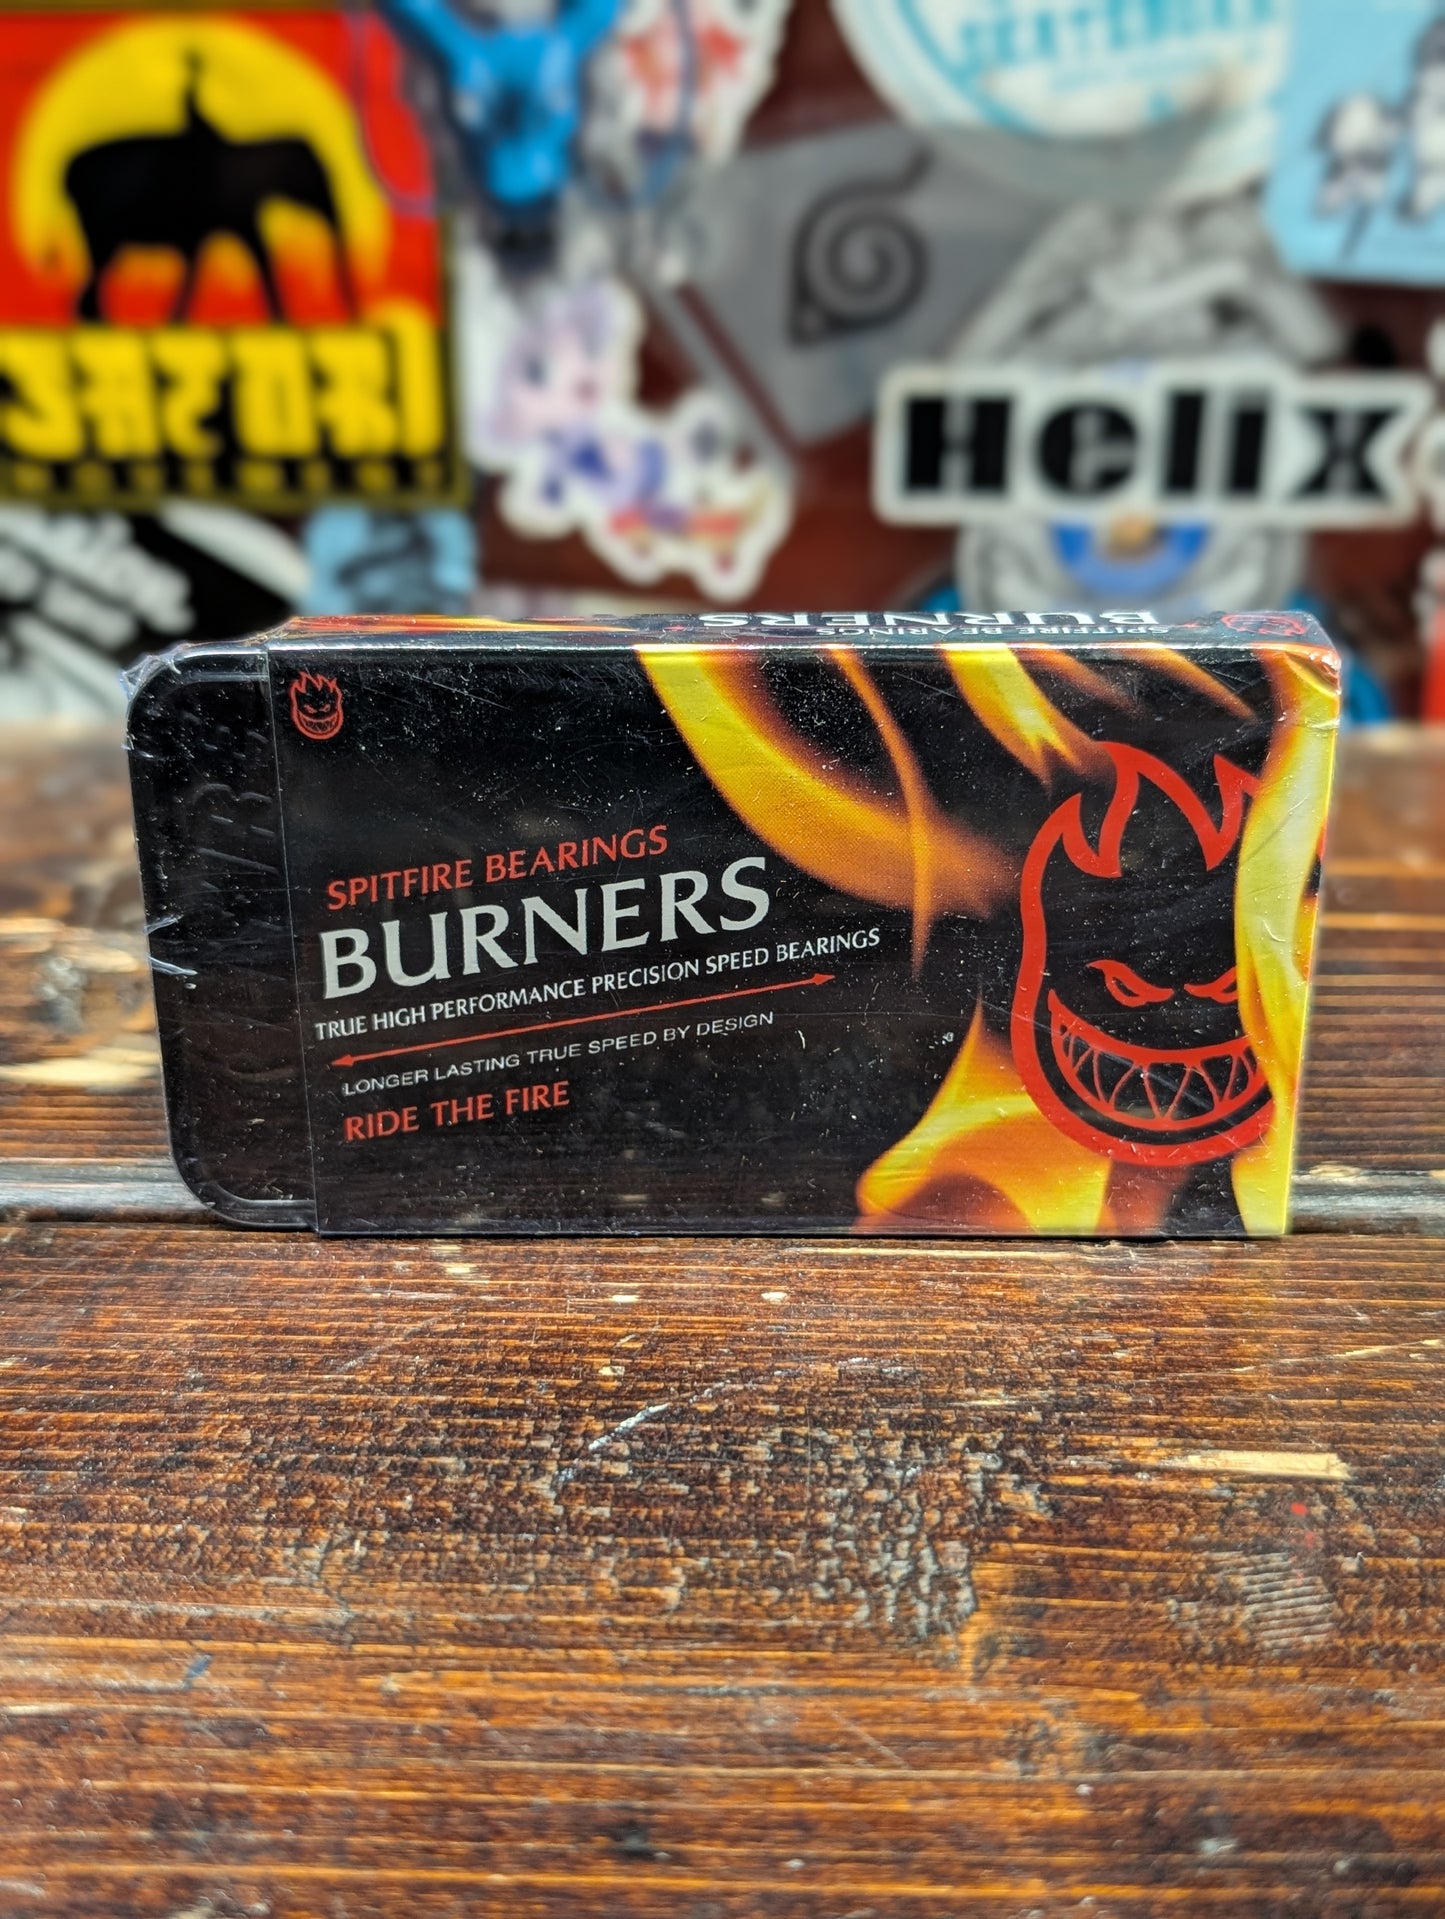 Helix
SPITFIRE BEARINGS
BURNERS
SPITFIRE BEARINGS
BURNERS
TRUE HIGH PERFORMANCE PRECISION SPEED BEARINGS
LONGER LASTING TRUE SPEED BY DESIGN
RIDE THE FIRE